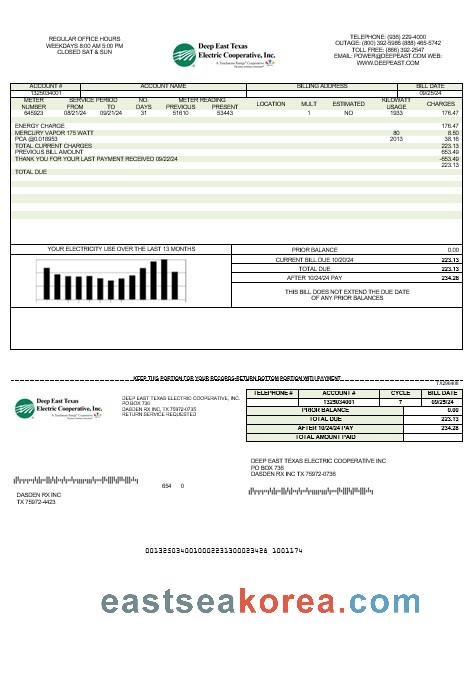 REGULAR OFFICE HOURS
WEEKDAYS 8:00 AM 5:00 PM
CLOSED SAT & SUN
Deep East Texas
Electric Cooperative, Inc.
TELEPHONE: (936) 229-4000
OUTAGE: (800) 392-5986 (888) 465-5742
TOLL FREE: (866) 392-2547
EMAIL: POWER@DEEPEAST.COM WEB:
WWW.DEEPEAST.COM
ACCOUNT # ACCOUNT NAME BILLING ADDRESS BILL DATE
1325034001 09/25/24
METER NUMBER SERVICE PERIOD FROM TO NO. DAYS METER READING PREVIOUS PRESENT LOCATION MULT ESTIMATED KILOWATT USAGE CHARGES
645923 08/21/24 09/21/24 31 51610 53443 1 NO 1933 176.47
ENERGY CHARGE 176.47
MERCURY VAPOR 175 WATT 80 8.50
PCA @0.018953 2013 38.16
TOTAL CURRENT CHARGES 223.13
PREVIOUS BILL AMOUNT 653.49
THANK YOU FOR YOUR LAST PAYMENT RECEIVED 09/22/24 -653.49
223.13
TOTAL DUE
YOUR ELECTRICITY USE OVER THE LAST 13 MONTHS
PRIOR BALANCE 0.00
CURRENT BILL DUE 10/20/24 223.13
TOTAL DUE 223.13
AFTER 10/24/24 PAY 234.28
THIS BILL DOES NOT EXTEND THE DUE DATE
OF ANY PRIOR BALANCES
KEEP THIS PORTION FOR YOUR RECORDS-RETURN BOTTOM PORTION WITH PAYMENT
Deep East Texas
Electric Cooperative, Inc.
DEEP EAST TEXAS ELECTRIC COOPERATIVE, INC.
PO BOX 736
DASDEN RX INC, TX 75972-0735
RETURN SERVICE REQUESTED
TELEPHONE # ACCOUNT # CYCLE BILL DATE
1325034001 7 09/25/24
PRIOR BALANCE 0.00
TOTAL DUE 223.13
AFTER 10/24/24 PAY 234.28
TOTAL AMOUNT PAID
DEEP EAST TEXAS ELECTRIC COOPERATIVE INC
PO BOX 736
DASDEN RX INC TX 75972-0736
654 0
DASDEN RX INC
TX 75972-4423
0013250340010002231300023428 1001174
eastseakorea.com